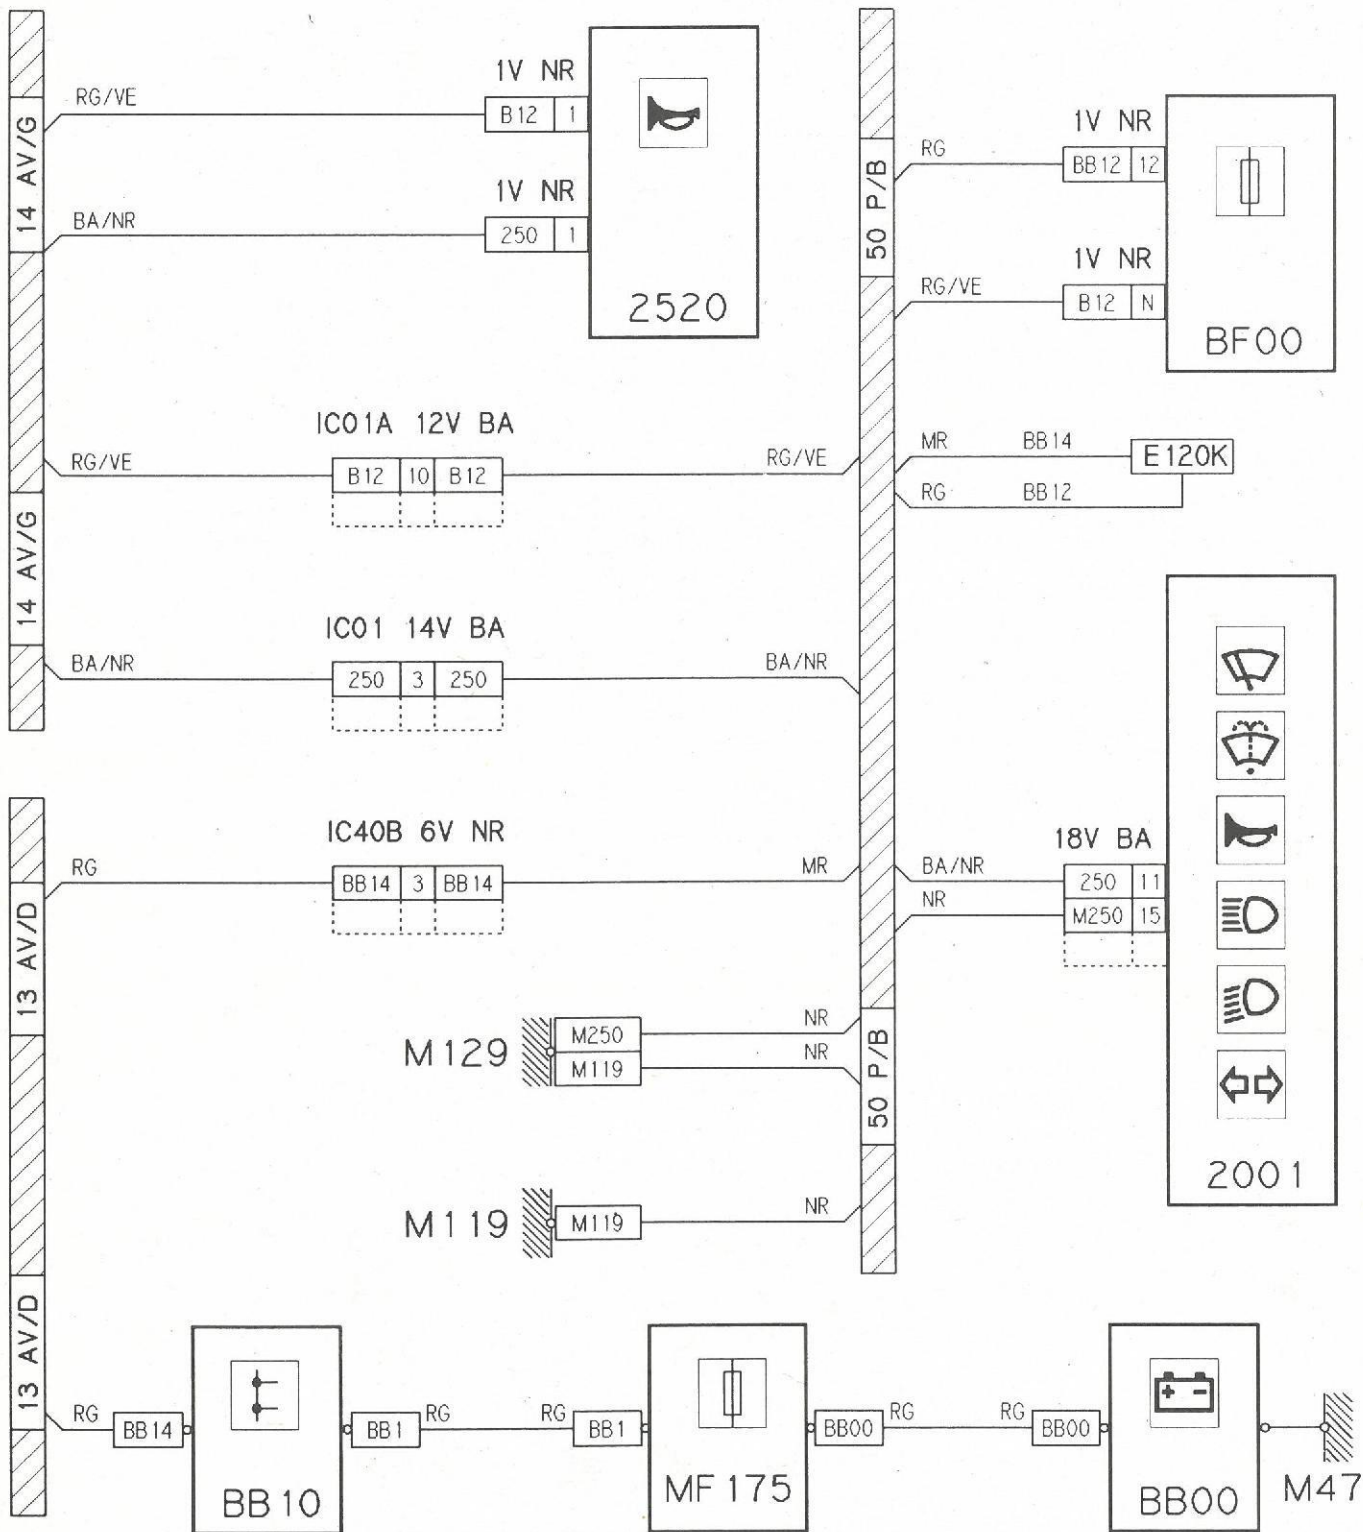 14 AV/G
RG/VE
1V NR
B12 1
BA/NR
1V NR
250 1
2520
50 P/B
RG
1V NR
BB12 12
RG/VE
1V NR
B12 N
BF00
14 AV/G
RG/VE
IC01A 12V BA
B12 10 B12
RG/VE
MR BB14
E120K
RG BB12
BA/NR
IC01 14V BA
250 3 250
BA/NR
13 AV/D
RG
IC40B 6V NR
BB14 3 BB14
MR
BA/NR
18V BA
250 11
NR
M250 15
2001
M129
M250
NR
M119
NR
50 P/B
M119
M119
NR
13 AV/D
RG
BB14
BB10
BB1
RG
RG
BB1
MF175
BB00
RG
RG
BB00
+ -
BB00
M47